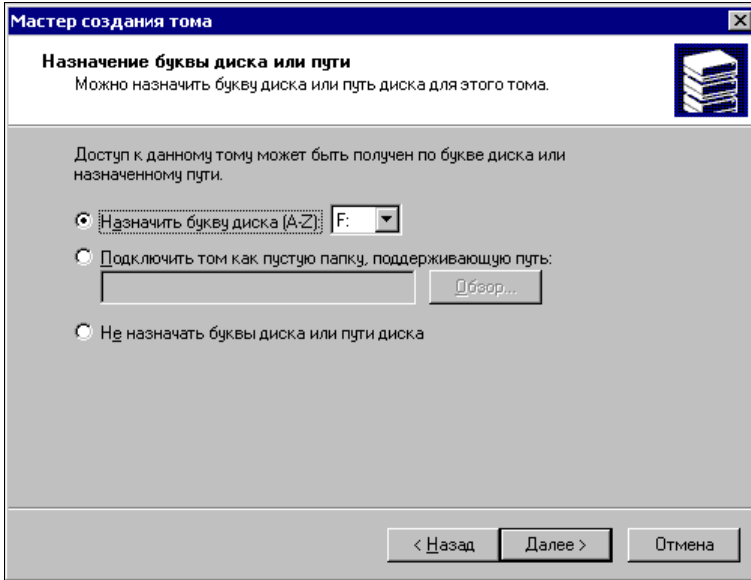 Мастер создания тома
Назначение буквы диска или пути
Можно назначить букву диска или путь диска для этого тома.
Доступ к данному тому может быть получен по букве диска или
назначенному пути.
Назначить букву диска (A-Z): F:
Подключить том как пустую папку, поддерживающую путь:
Обзор...
Не назначать буквы диска или пути диска
< Назад Далее > Отмена